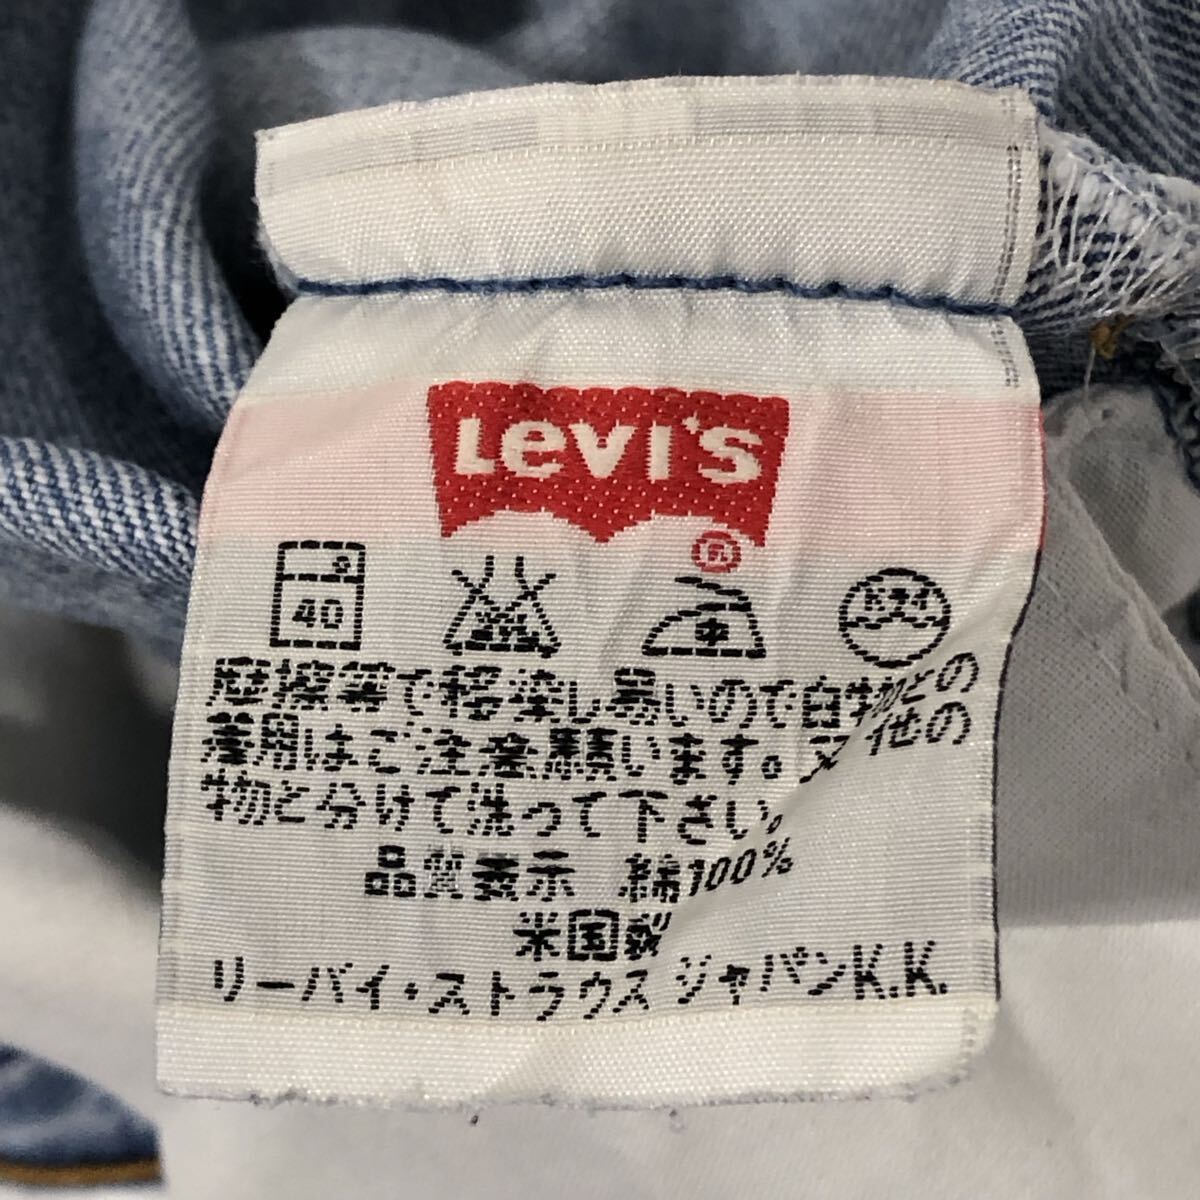 Levi's
®
40 ドライ
摩擦等で移染し易いので白物との
着用はご注意願います。又、他の
物と分けて洗って下さい。
品質表示 綿100%
米国製
リーバイ・ストラウス ジャパンK.K.